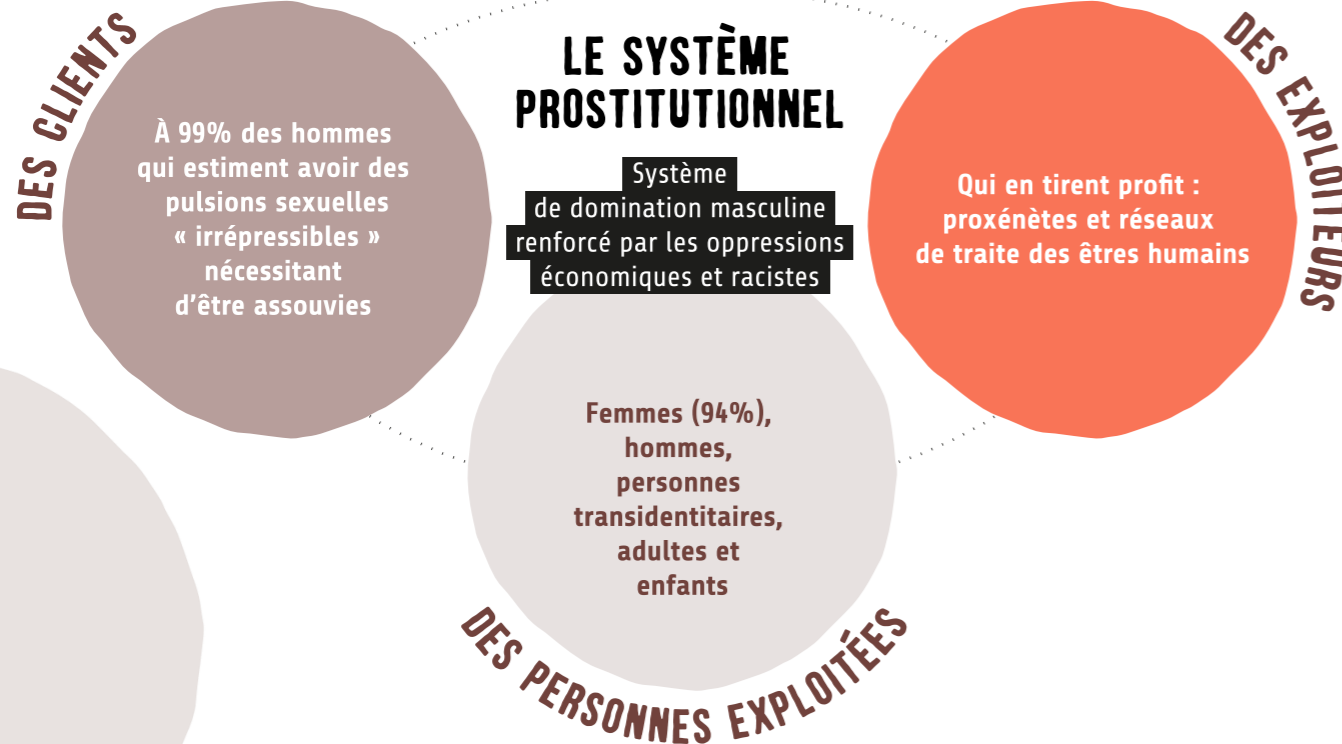 LE SYSTÈME
PROSTITUTIONNEL
Système
de domination masculine
renforcé par les oppressions
économiques et racistes
DES CLIENTS
À 99% des hommes
qui estiment avoir des
pulsions sexuelles
« irrépressibles »
nécessitant
d’être assouvies
DES EXPLOITEURS
Qui en tirent profit :
proxénètes et réseaux
de traite des êtres humains
Femmes (94%),
hommes,
personnes
transidentitaires,
adultes et
enfants
DES PERSONNES EXPLOITÉES